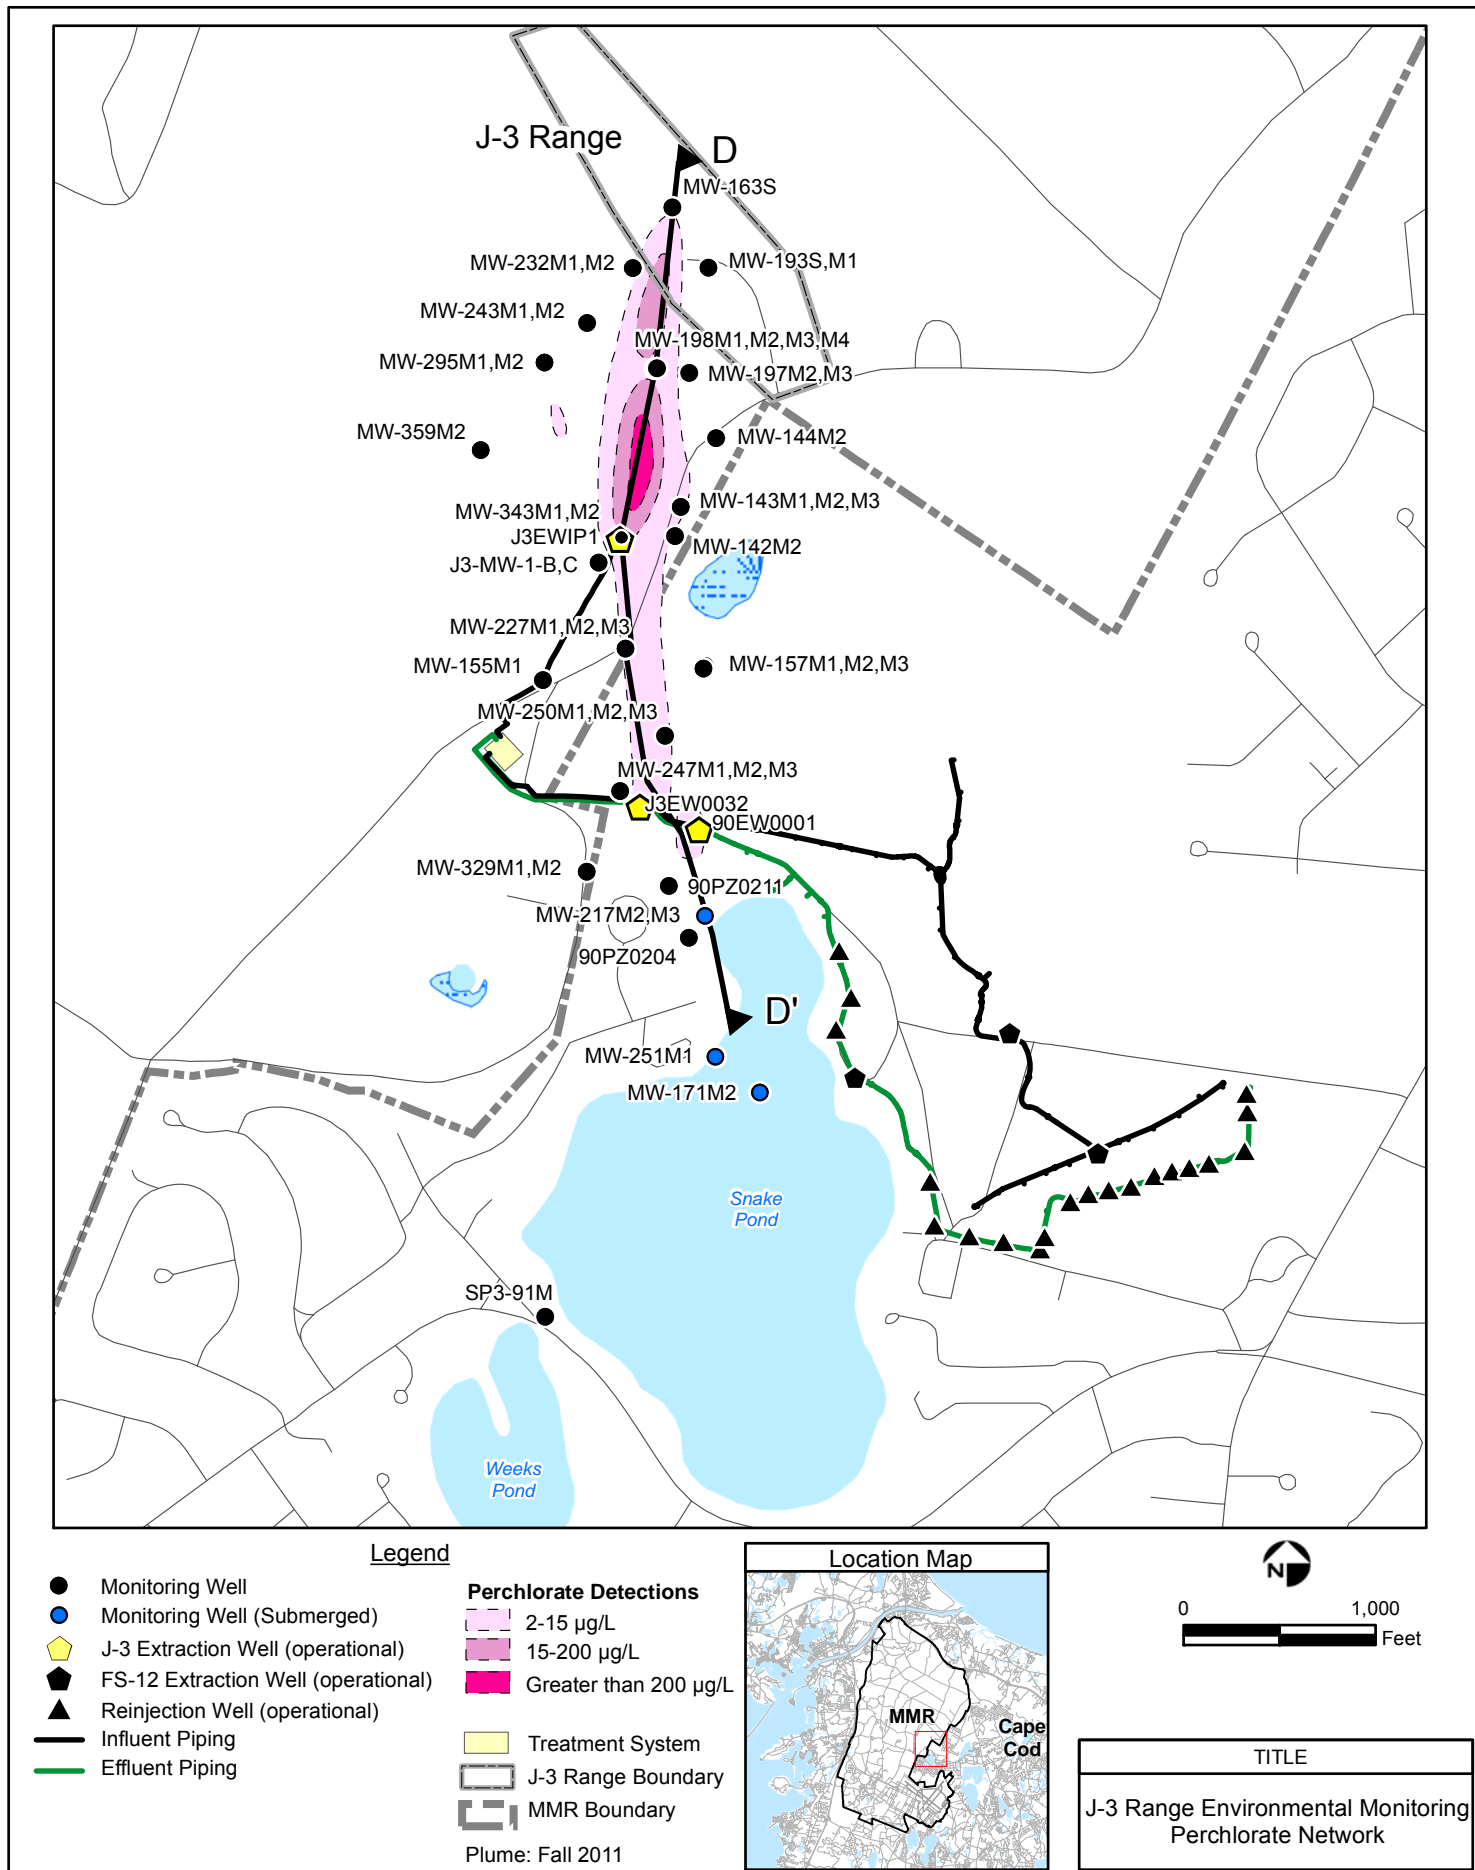 J-3 Range
D
MW-163S
MW-232M1,M2
MW-193S,M1
MW-243M1,M2
MW-198M1,M2,M3,M4
MW-295M1,M2
MW-197M2,M3
MW-359M2
MW-144M2
MW-343M1,M2
MW-143M1,M2,M3
J3EWIP1
MW-142M2
J3-MW-1-B,C
MW-227M1,M2,M3
MW-155M1
MW-157M1,M2,M3
MW-250M1,M2,M3
MW-247M1,M2,M3
J3EW0032
90EW0001
MW-329M1,M2
90PZ0211
MW-217M2,M3
90PZ0204
D'
MW-251M1
MW-171M2
Snake
Pond
SP3-91M
Weeks
Pond
Legend
Monitoring Well
Monitoring Well (Submerged)
J-3 Extraction Well (operational)
FS-12 Extraction Well (operational)
Reinjection Well (operational)
Influent Piping
Effluent Piping
Perchlorate Detections
2-15 µg/L
15-200 µg/L
Greater than 200 µg/L
Treatment System
J-3 Range Boundary
MMR Boundary
Plume: Fall 2011
Location Map
MMR
Cape
Cod
N
0 1,000
Feet
TITLE
J-3 Range Environmental Monitoring
Perchlorate Network